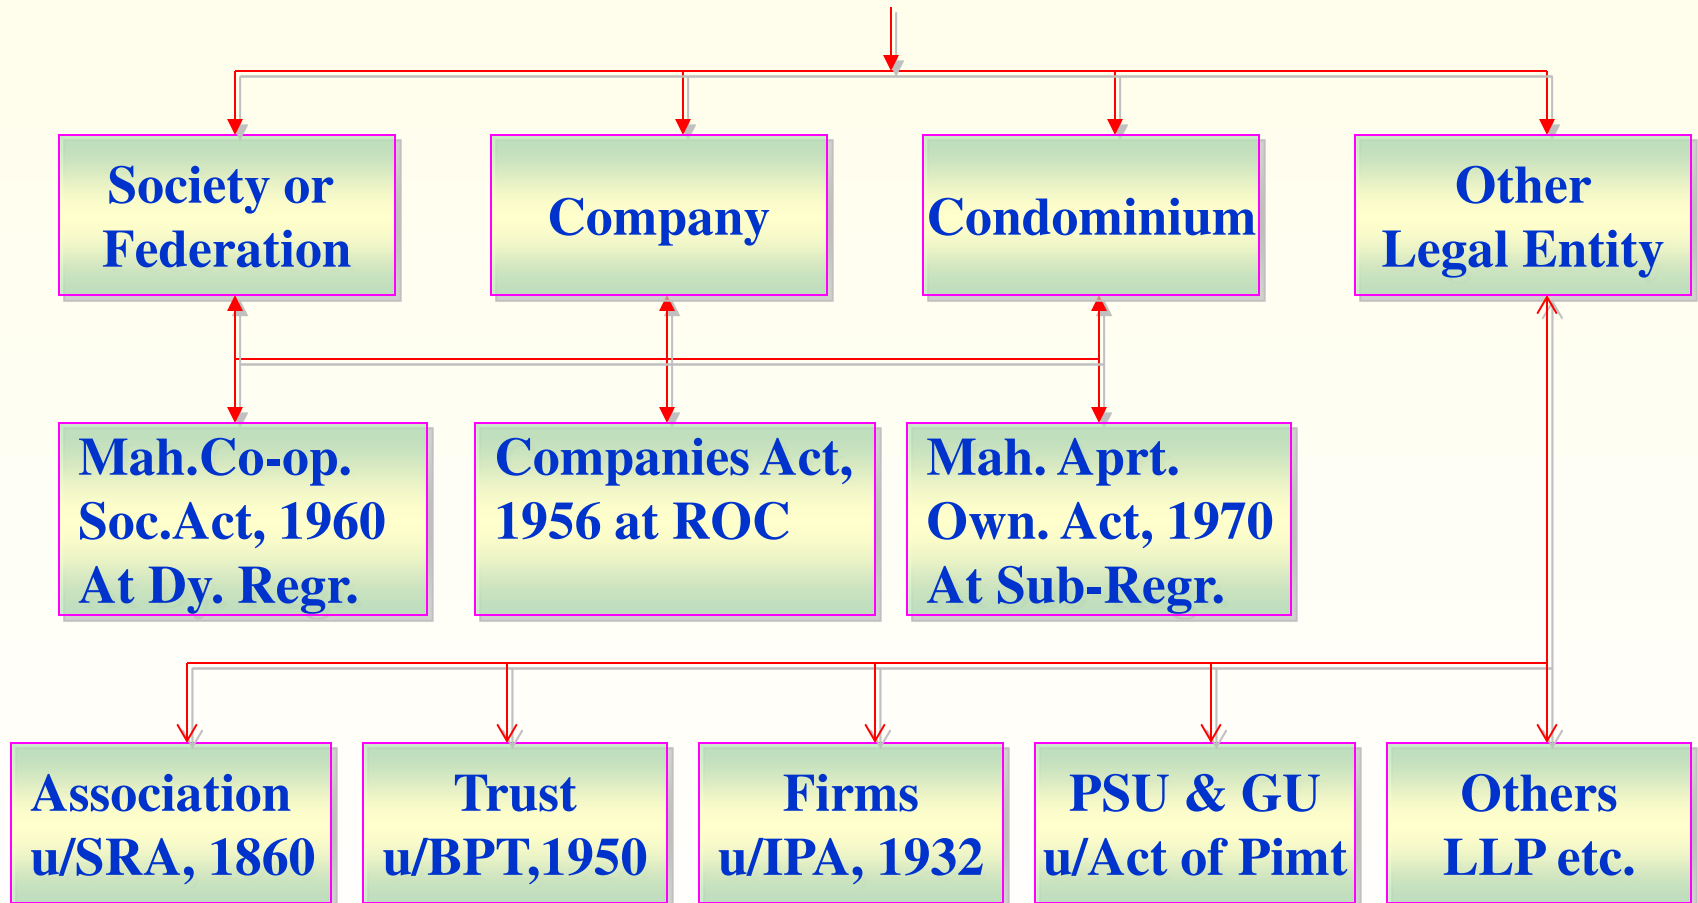 Society or
Federation
Company
Condominium
Other
Legal Entity
Mah.Co-op.
Soc.Act, 1960
At Dy. Regr.
Companies Act,
1956 at ROC
Mah. Aprt.
Own. Act, 1970
At Sub-Regr.
Association
u/SRA, 1860
Trust
u/BPT,1950
Firms
u/IPA, 1932
PSU & GU
u/Act of Pimt
Others
LLP etc.